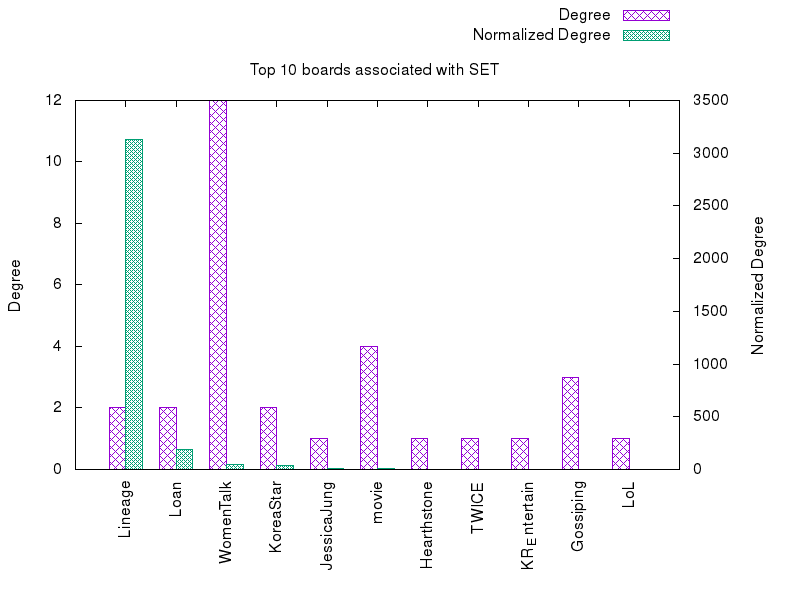 Degree
Normalized Degree
Top 10 boards associated with SET
12
10
8
6
4
2
0
3500
3000
2500
2000
1500
1000
500
0
Degree
Normalized Degree
Lineage
Loan
WomenTalk
KoreaStar
JessicaJung
movie
Hearthstone
TWICE
KREntertain
Gossiping
LoL